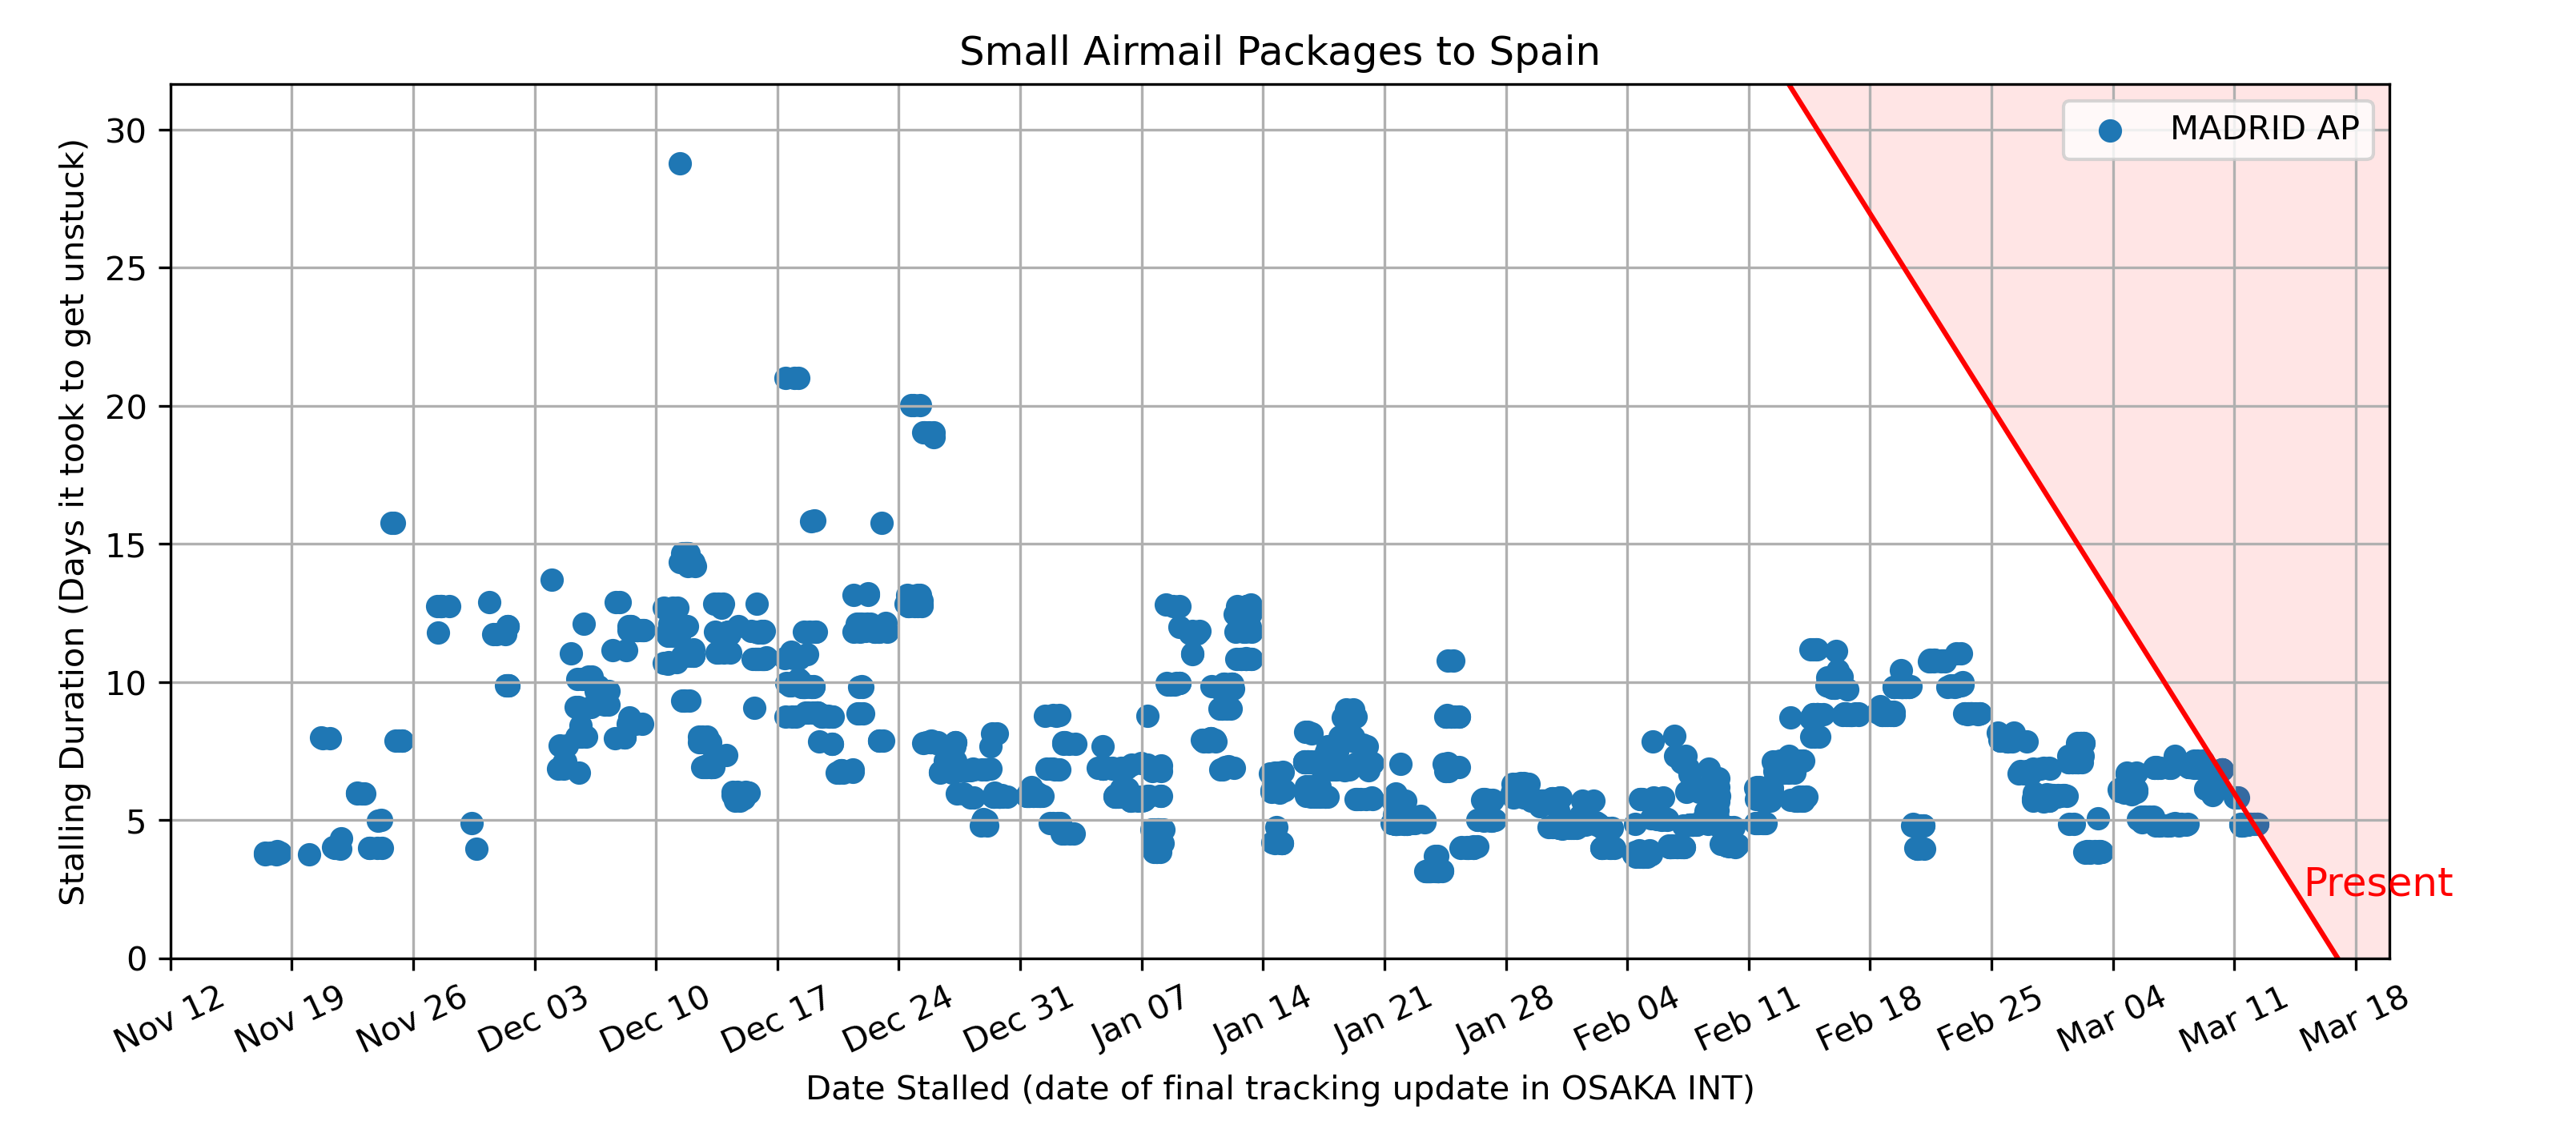 Small Airmail Packages to Spain
MADRID AP
Stalling Duration (Days it took to get unstuck)
30
25
20
15
10
5
0
Present
Nov 12 Nov 19 Nov 26 Dec 03 Dec 10 Dec 17 Dec 24 Dec 31 Jan 07 Jan 14 Jan 21 Jan 28 Feb 04 Feb 11 Feb 18 Feb 25 Mar 04 Mar 11 Mar 18
Date Stalled (date of final tracking update in OSAKA INT)